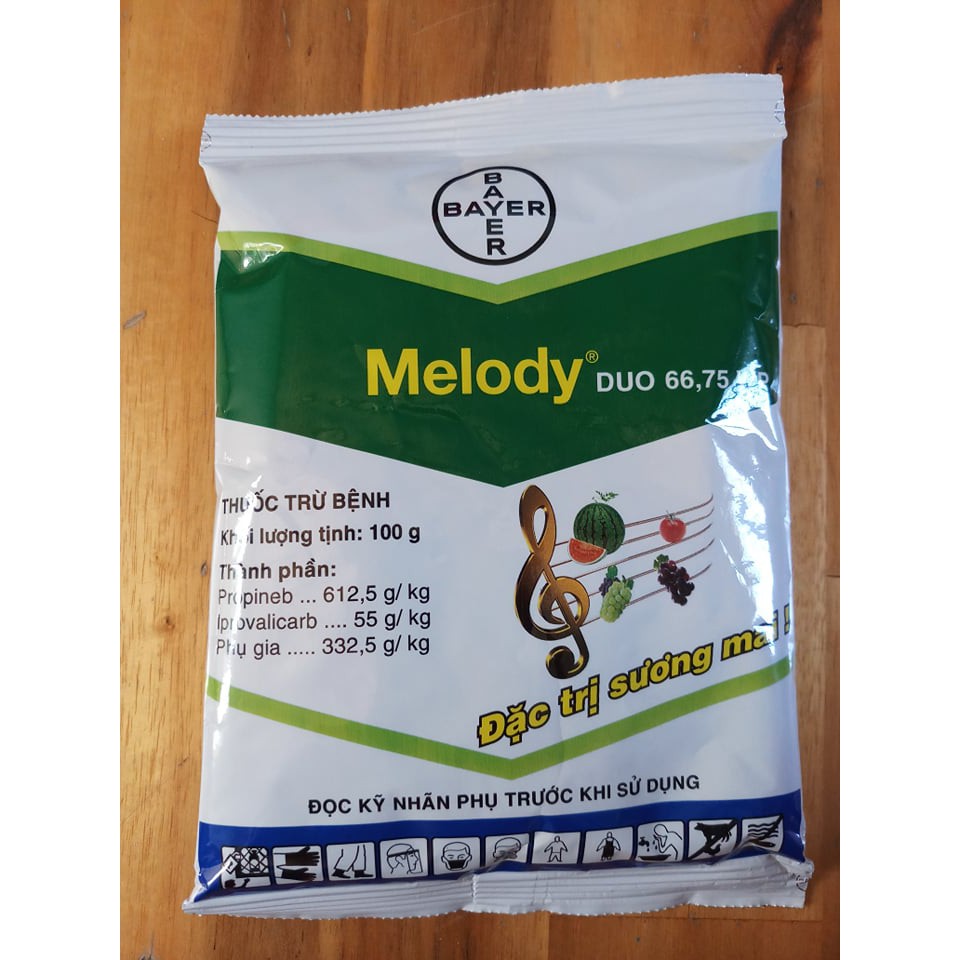 BAYER
BAYER
Melody® DUO 66,75
THUỐC TRỪ BỆNH
Khối lượng tịnh: 100 g
Thành phần:
Propineb ... 612,5 g/ kg
Iprovalicarb .... 55 g/ kg
Phụ gia ..... 332,5 g/ kg
Đặc trị sương mai !
ĐỌC KỸ NHÃN PHỤ TRƯỚC KHI SỬ DỤNG